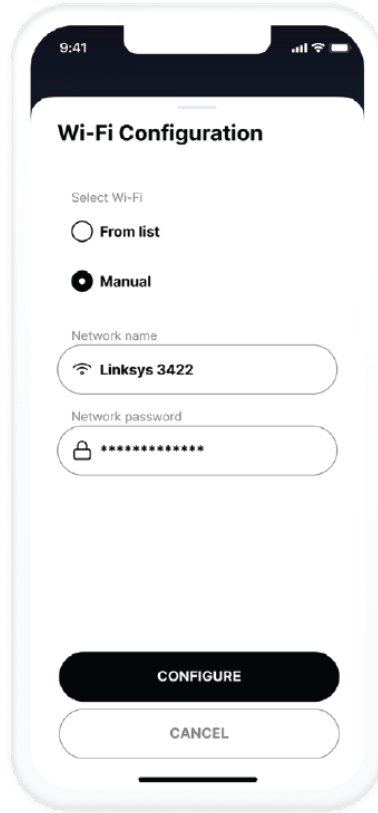 9:41
Wi-Fi Configuration
Select Wi-Fi
From list
Manual
Network name
Linksys 3422
Network password
*************
CONFIGURE
CANCEL